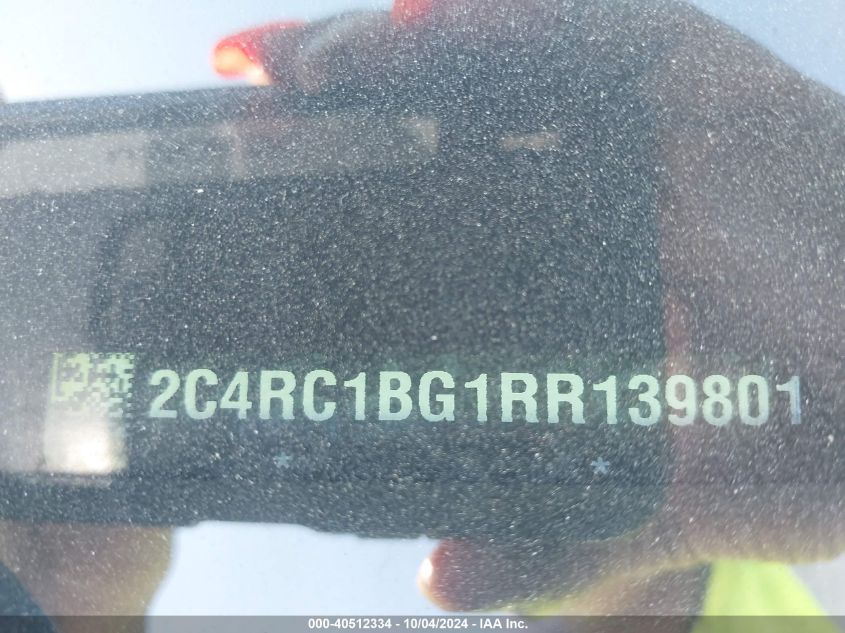 2C4RC1BG1RR139801
* *
000-40512334 - 10/04/2024 - IAA Inc.